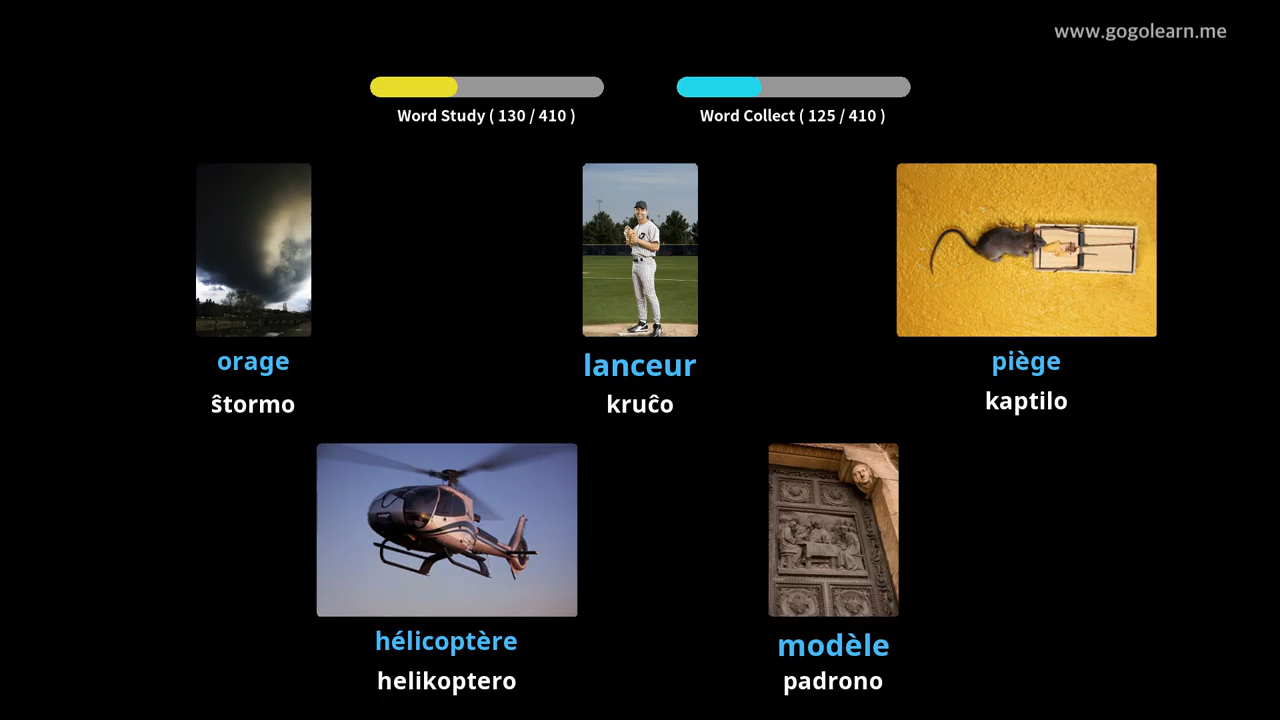 www.gogolearn.me
Word Study ( 130 / 410 )
Word Collect ( 125 / 410 )
orage
ŝtormo
lanceur
kruĉo
piège
kaptilo
hélicoptère
helikoptero
modèle
padrono